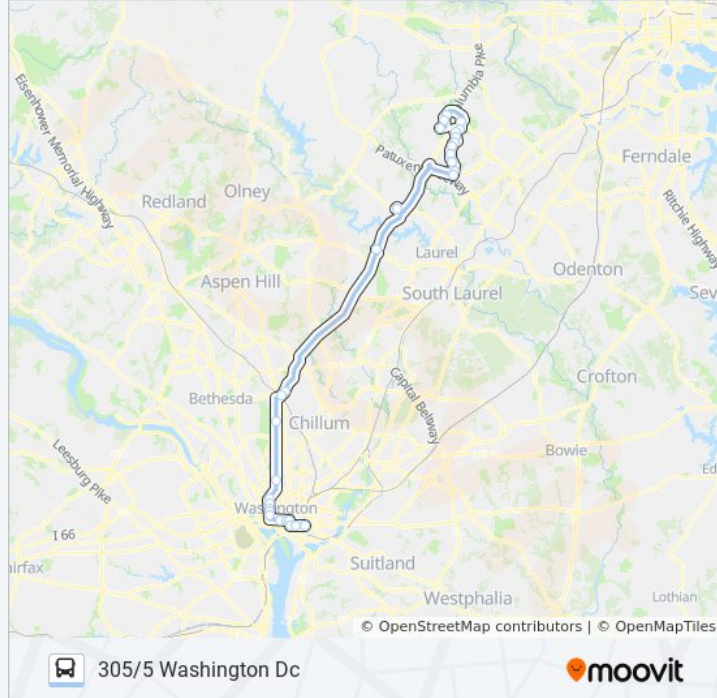 Columbia Pike
Eisenhower Memorial Highway
Ferndale
Redland
Olney
Ritchie Highway
Laurel
Odenton
Aspen Hill
South Laurel
Sev
Crofton
Bethesda
Capital Beltway
Chillum
Leesburg Pike
Bowie
Washington
I 66
Suitland
airfax
Westphalia
Lothian
© OpenStreetMap contributors | © OpenMapTiles
305/5 Washington Dc
moovit